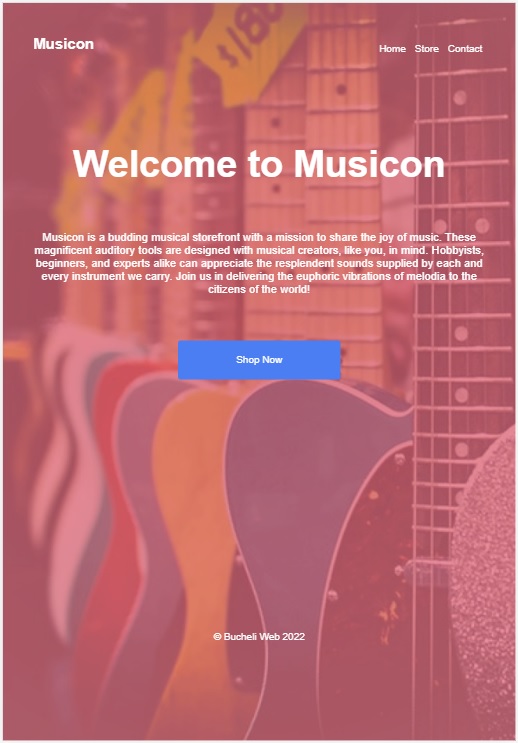 Musicon
Home Store Contact
$180
Welcome to Musicon
Musicon is a budding musical storefront with a mission to share the joy of music. These
magnificent auditory tools are designed with musical creators, like you, in mind. Hobbyists,
beginners, and experts alike can appreciate the resplendent sounds supplied by each and
every instrument we carry. Join us in delivering the euphoric vibrations of melodia to the
citizens of the world!
Shop Now
© Bucheli Web 2022